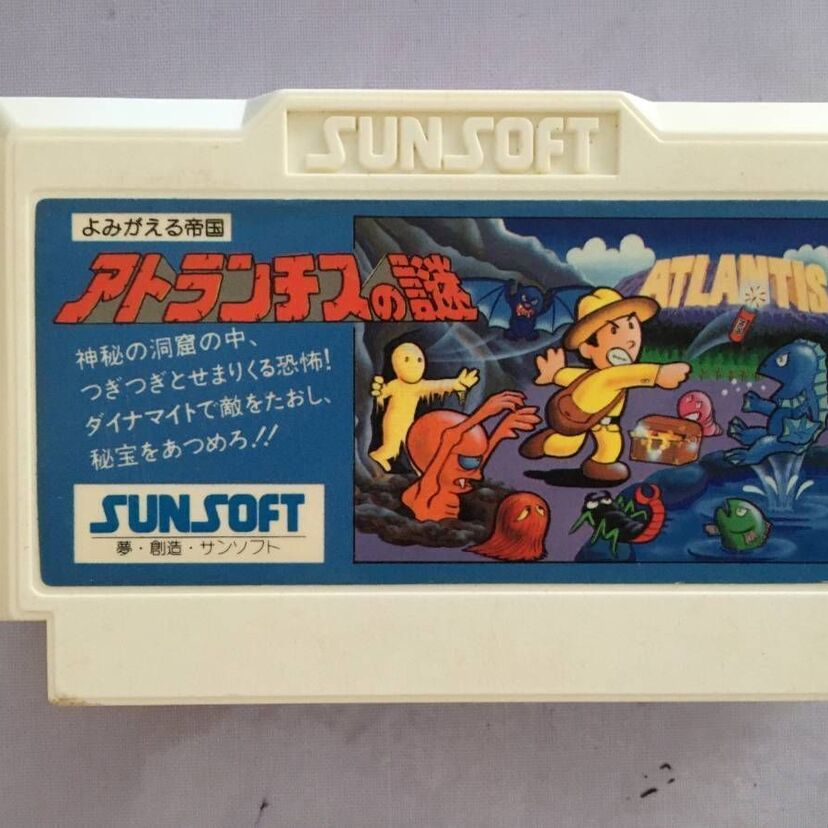 SUNSOFT
よみがえる帝国
アトランチスの謎
ATLANTIS
神秘の洞窟の中、
つぎつぎとせまりくる恐怖!
ダイナマイトで敵をたおし、
秘宝をあつめろ!!
SUNSOFT
夢・創造・サンソフト